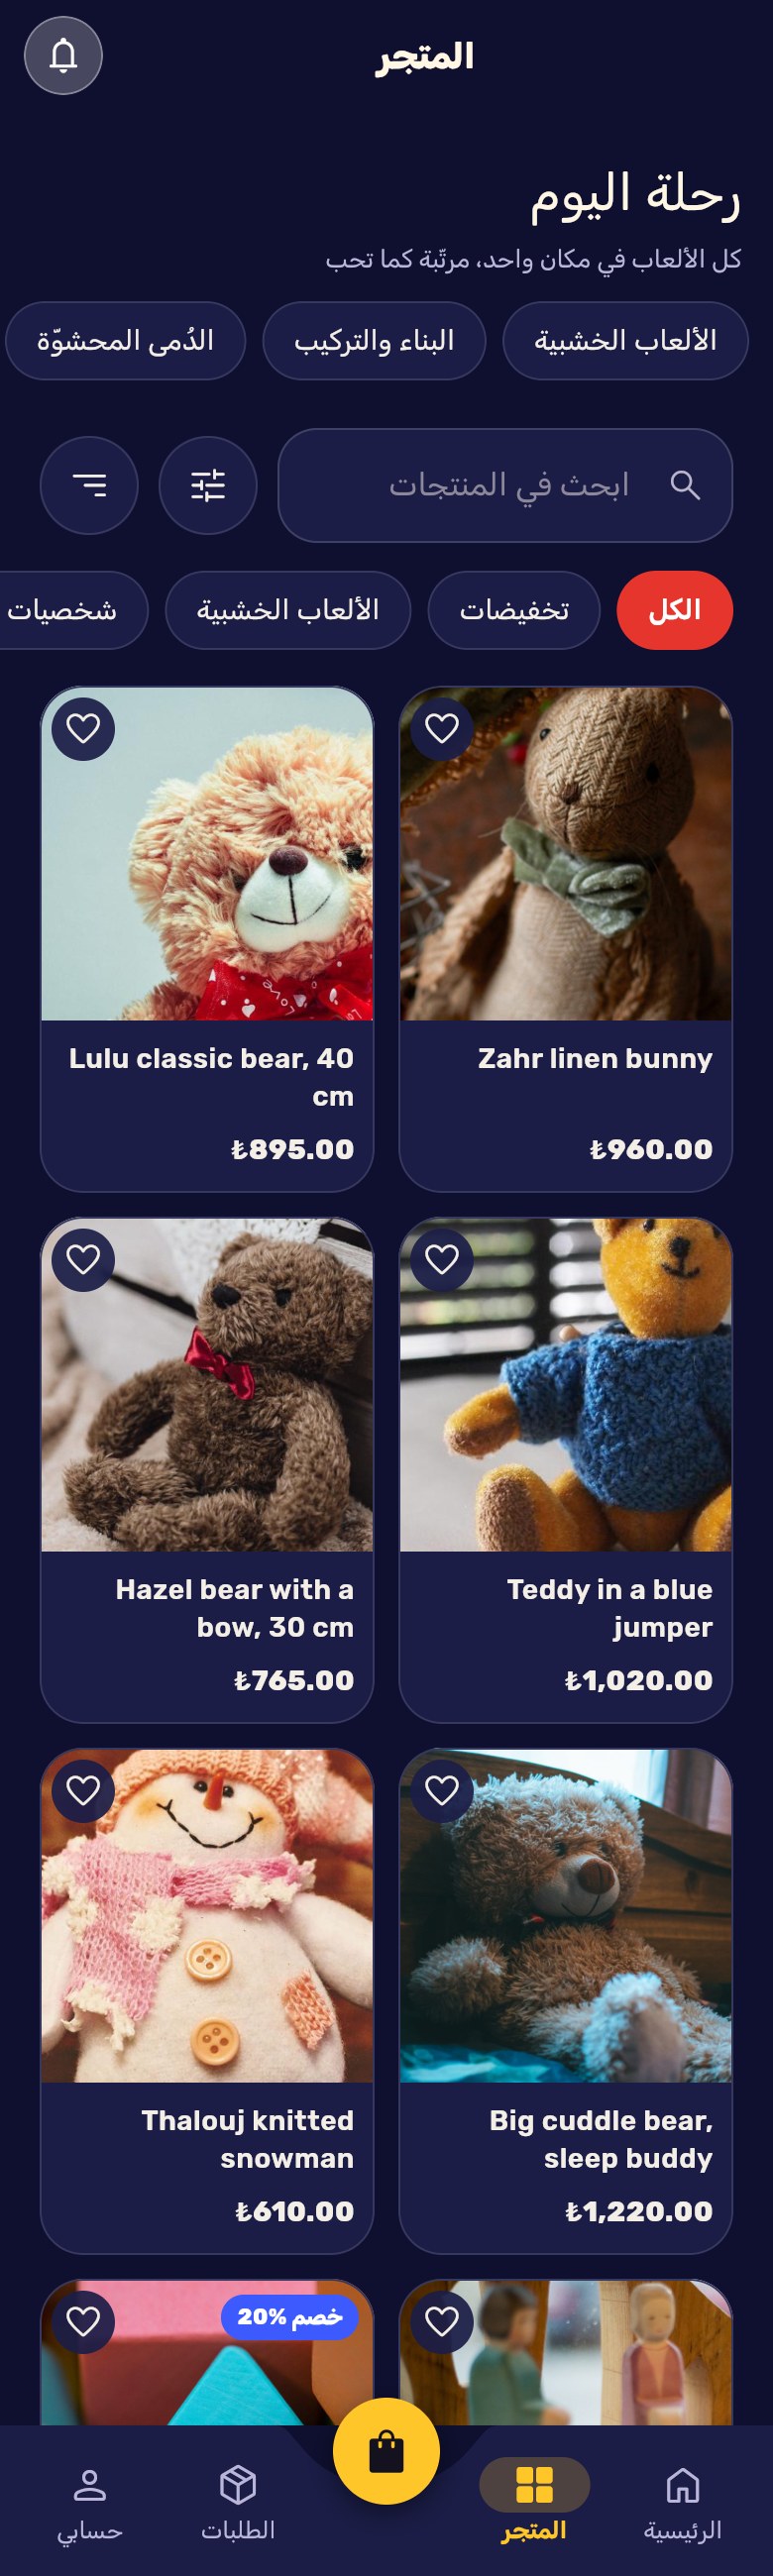 المتجر
رحلة اليوم
كل الألعاب في مكان واحد، مرتّبة كما تحب
الألعاب الخشبية
البناء والتركيب
الدُمى المحشوّة
ابحث في المنتجات
الكل
تخفيضات
الألعاب الخشبية
شخصيات
Zahr linen bunny
₺960.00
Lulu classic bear, 40
cm
₺895.00
Teddy in a blue
jumper
₺1,020.00
Hazel bear with a
bow, 30 cm
₺765.00
Big cuddle bear,
sleep buddy
₺1,220.00
Thalouj knitted
snowman
₺610.00
خصم 20%
الرئيسية
المتجر
الطلبات
حسابي